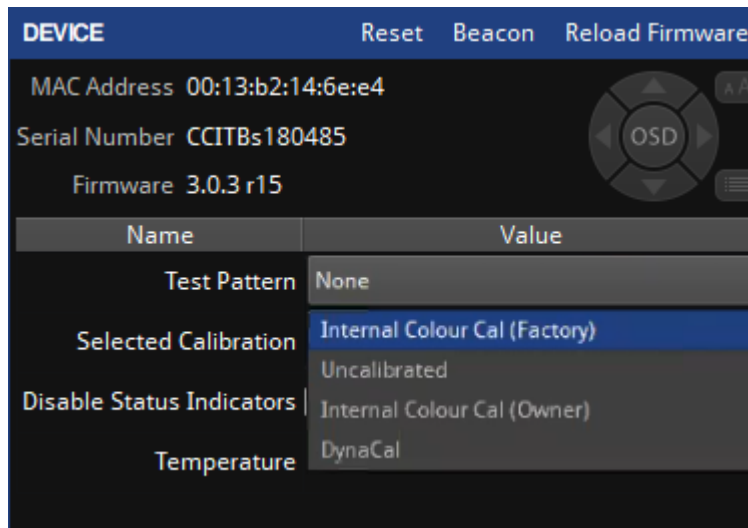 DEVICE Reset Beacon Reload Firmware
MAC Address 00:13:b2:14:6e:e4
Serial Number CCITBs180485
OSD
Firmware 3.0.3 r15
Name Value
Test Pattern None
Selected Calibration Internal Colour Cal (Factory)
Uncalibrated
Disable Status Indicators Internal Colour Cal (Owner)
Temperature DynaCal